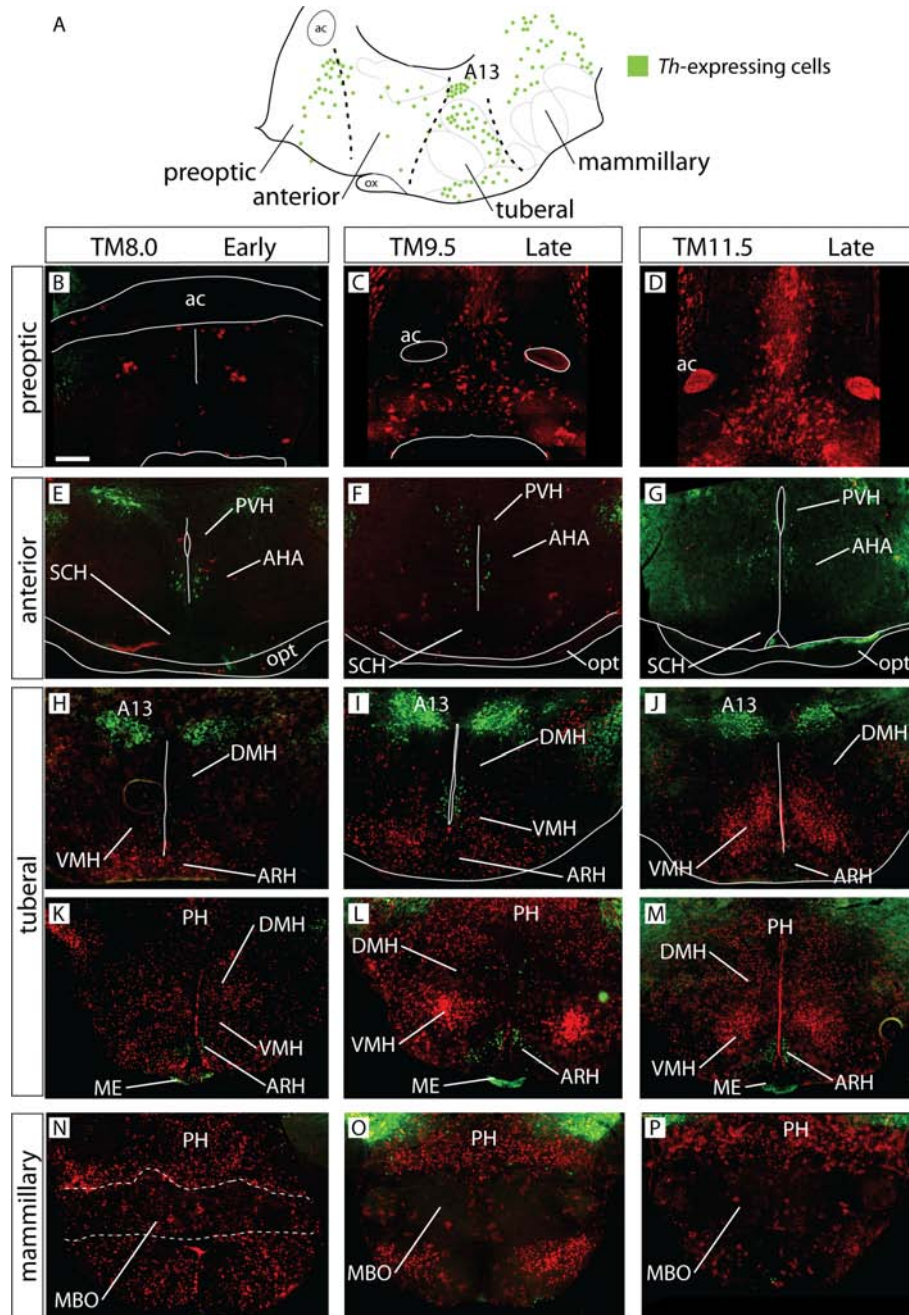 A
ac
A13
Th-expressing cells
preoptic
anterior
ox
tuberal
mammillary
TM8.0 Early
TM9.5 Late
TM11.5 Late
preoptic
B
ac
C
ac
D
ac
anterior
E
PVH
AHA
SCH
opt
F
PVH
AHA
SCH
opt
G
PVH
AHA
SCH
opt
tuberal
H
A13
DMH
VMH
ARH
I
A13
DMH
VMH
ARH
J
A13
DMH
VMH
ARH
K
PH
DMH
VMH
ME
ARH
L
PH
DMH
VMH
ME
ARH
M
PH
DMH
VMH
ME
ARH
mammillary
N
PH
MBO
O
PH
MBO
P
PH
MBO